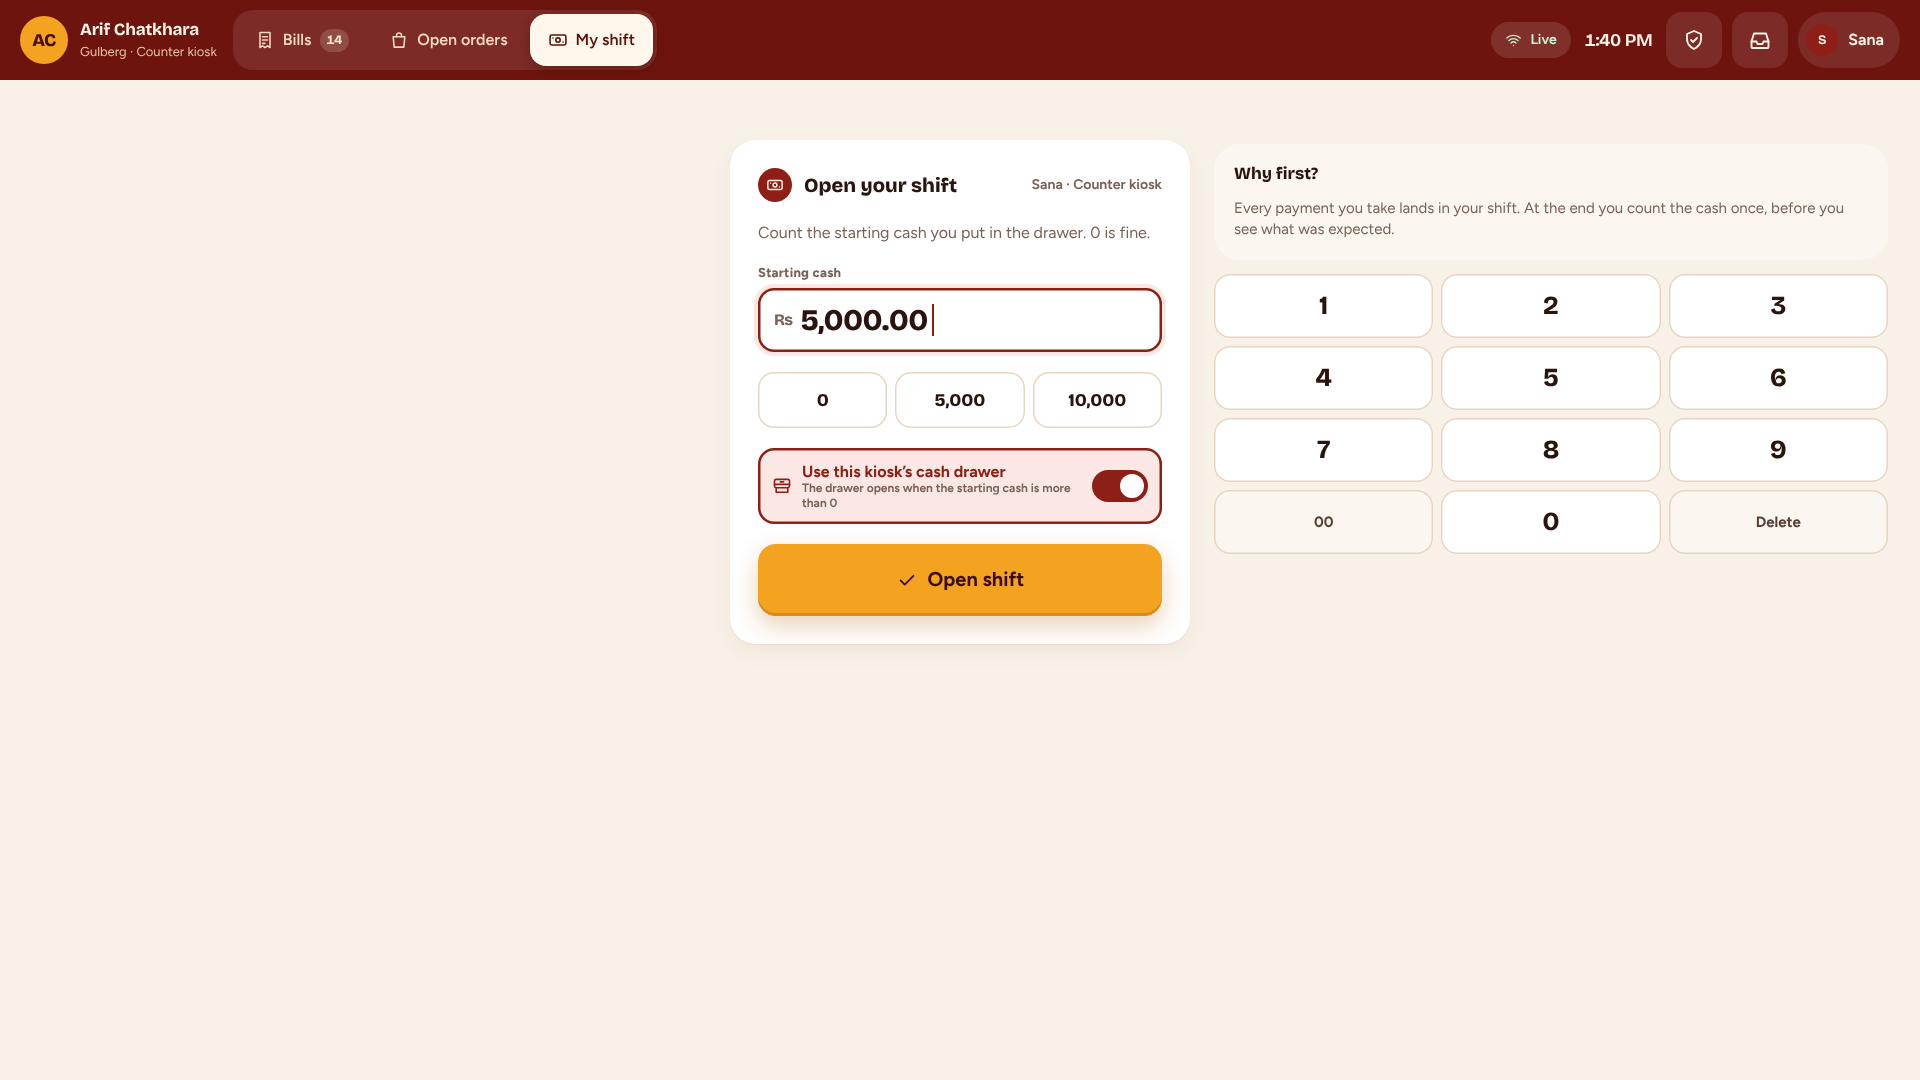 AC
Arif Chatkhara
Gulberg · Counter kiosk
Bills 14
Open orders
My shift
Live
1:40 PM
S
Sana
Open your shift
Sana · Counter kiosk
Count the starting cash you put in the drawer. 0 is fine.
Starting cash
Rs 5,000.00
0
5,000
10,000
Use this kiosk’s cash drawer
The drawer opens when the starting cash is more
than 0
Open shift
Why first?
Every payment you take lands in your shift. At the end you count the cash once, before you
see what was expected.
1 2 3
4 5 6
7 8 9
00 0 Delete